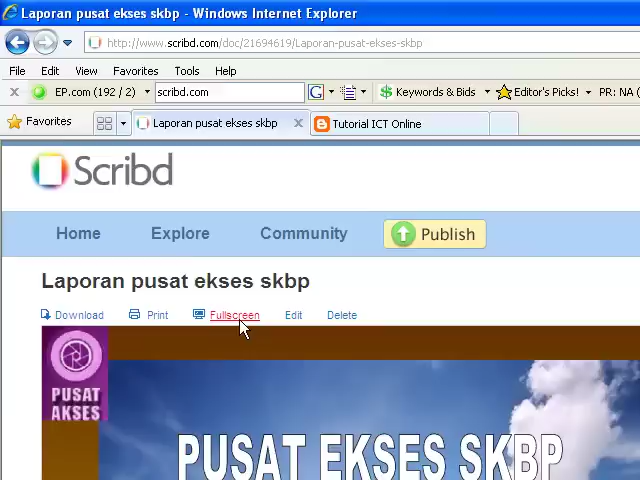 Laporan pusat ekses skbp - Windows Internet Explorer
http://www.scribd.com/doc/21694619/Laporan-pusat-ekses-skbp
File Edit View Favorites Tools Help
EP.com (192 / 2) scribd.com G $ Keywords & Bids Editor's Picks! PR: NA (
Favorites Laporan pusat ekses skbp Tutorial ICT Online
Scribd
Home Explore Community Publish
Laporan pusat ekses skbp
Download Print Fullscreen Edit Delete
PUSAT
AKSES
PUSAT EKSES SKBP